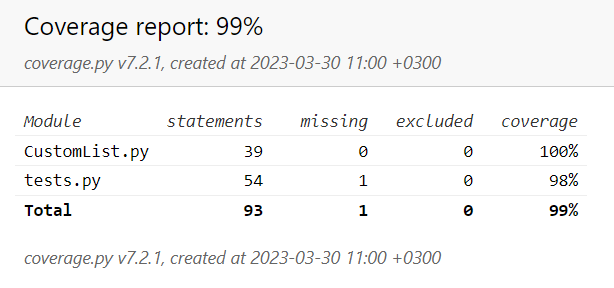 Coverage report: 99%
coverage.py v7.2.1, created at 2023-03-30 11:00 +0300
Module statements missing excluded coverage
CustomList.py 39 0 0 100%
tests.py 54 1 0 98%
Total 93 1 0 99%
coverage.py v7.2.1, created at 2023-03-30 11:00 +0300